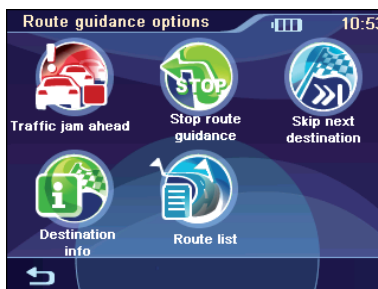 Route guidance options 10:53
STOP
Traffic jam ahead
Stop route
guidance
Skip next
destination
i
Destination
info
Route list